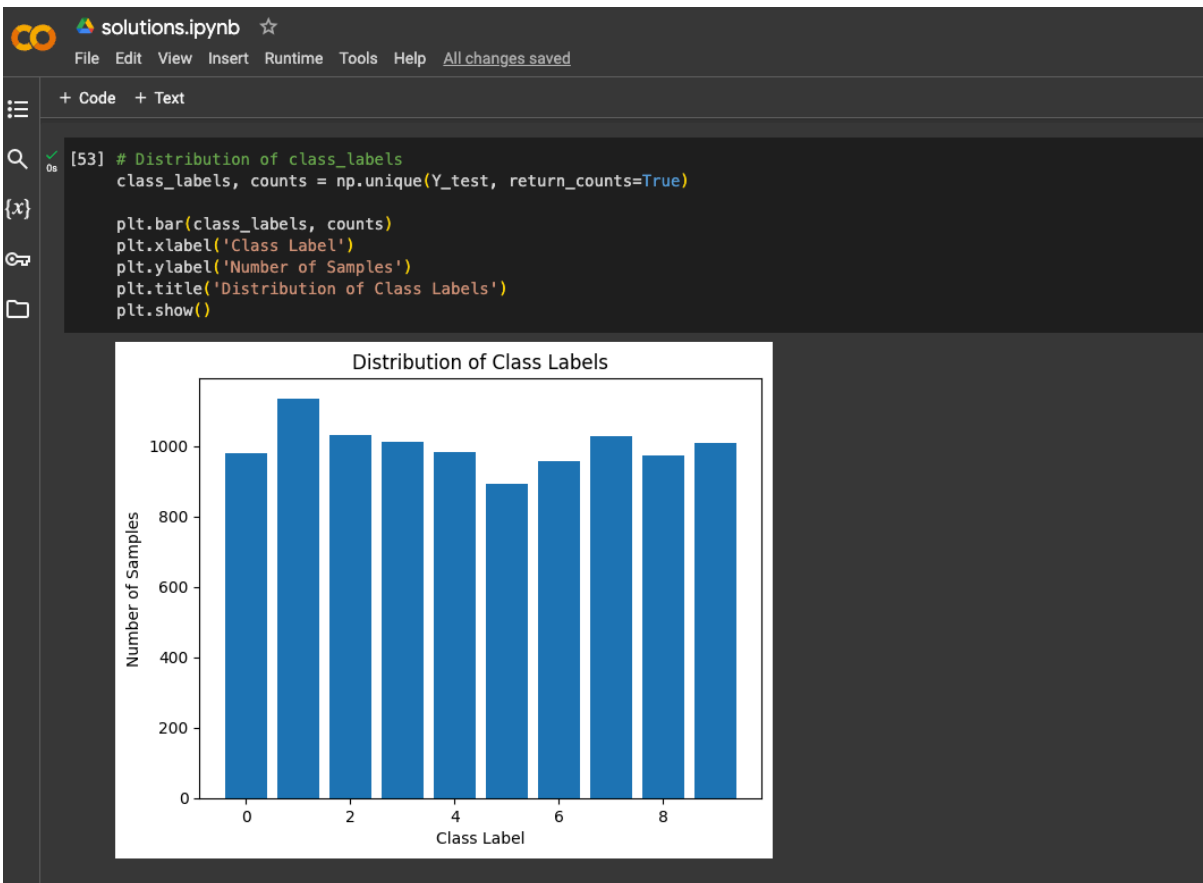 solutions.ipynb
File Edit View Insert Runtime Tools Help All changes saved
+ Code + Text
[53] # Distribution of class_labels
0s
class_labels, counts = np.unique(Y_test, return_counts=True)
{x}
plt.bar(class_labels, counts)
plt.xlabel('Class Label')
plt.ylabel('Number of Samples')
plt.title('Distribution of Class Labels')
plt.show()
Distribution of Class Labels
Number of Samples
1000
800
600
400
200
0
0 2 4 6 8
Class Label